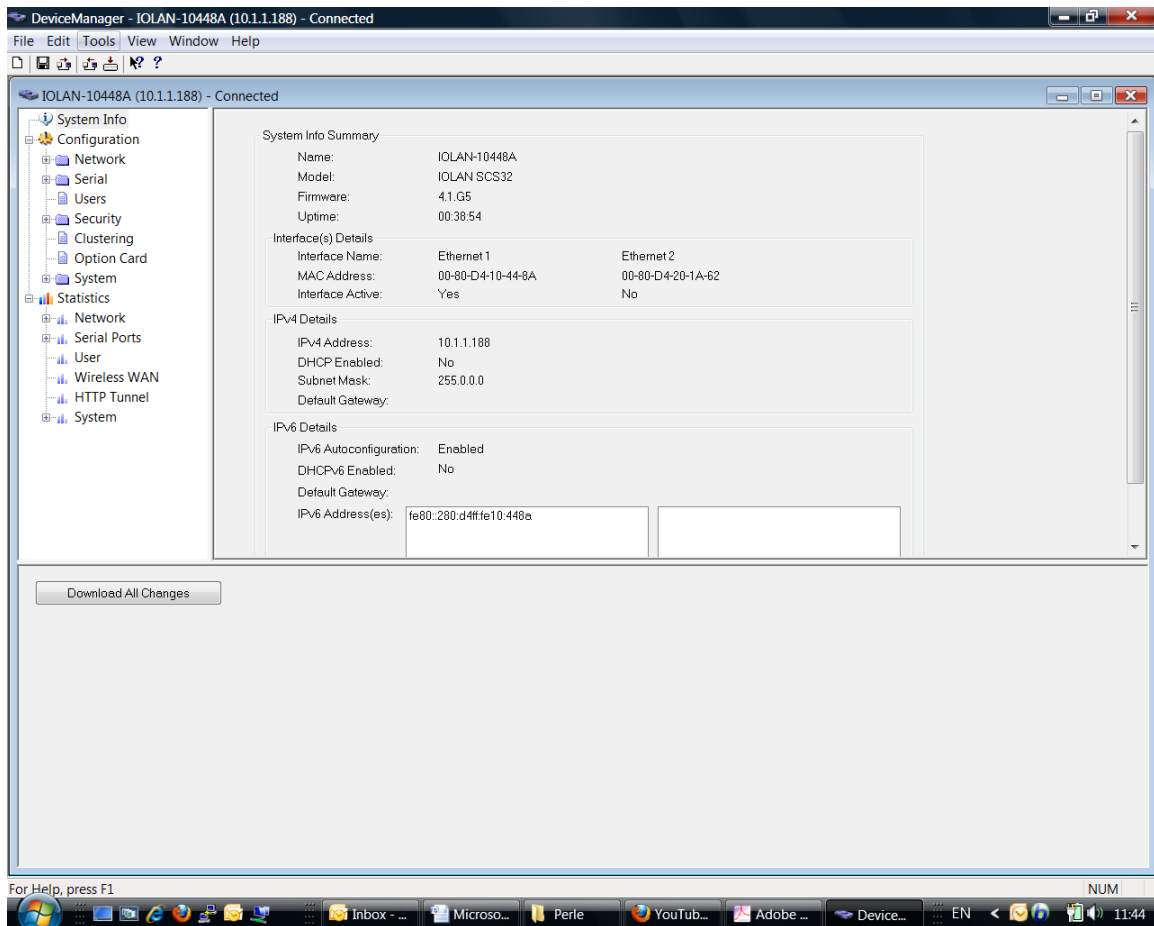 DeviceManager - IOLAN-10448A (10.1.1.188) - Connected
File Edit Tools View Window Help
IOLAN-10448A (10.1.1.188) - Connected
System Info
Configuration
Network
Serial
Users
Security
Clustering
Option Card
System
Statistics
Network
Serial Ports
User
Wireless WAN
HTTP Tunnel
System
System Info Summary
Name: IOLAN-10448A
Model: IOLAN SCS32
Firmware: 4.1.G5
Uptime: 00:38:54
Interface(s) Details
Interface Name: Ethernet 1 Ethernet 2
MAC Address: 00-80-D4-10-44-8A 00-80-D4-20-1A-62
Interface Active: Yes No
IPv4 Details
IPv4 Address: 10.1.1.188
DHCP Enabled: No
Subnet Mask: 255.0.0.0
Default Gateway:
IPv6 Details
IPv6 Autoconfiguration: Enabled
DHCPv6 Enabled: No
Default Gateway:
IPv6 Address(es): fe80::280:d4ff:fe10:448a
Download All Changes
For Help, press F1 NUM
Inbox - ... Microso... Perle YouTub... Adobe ... Device... EN < 11:44